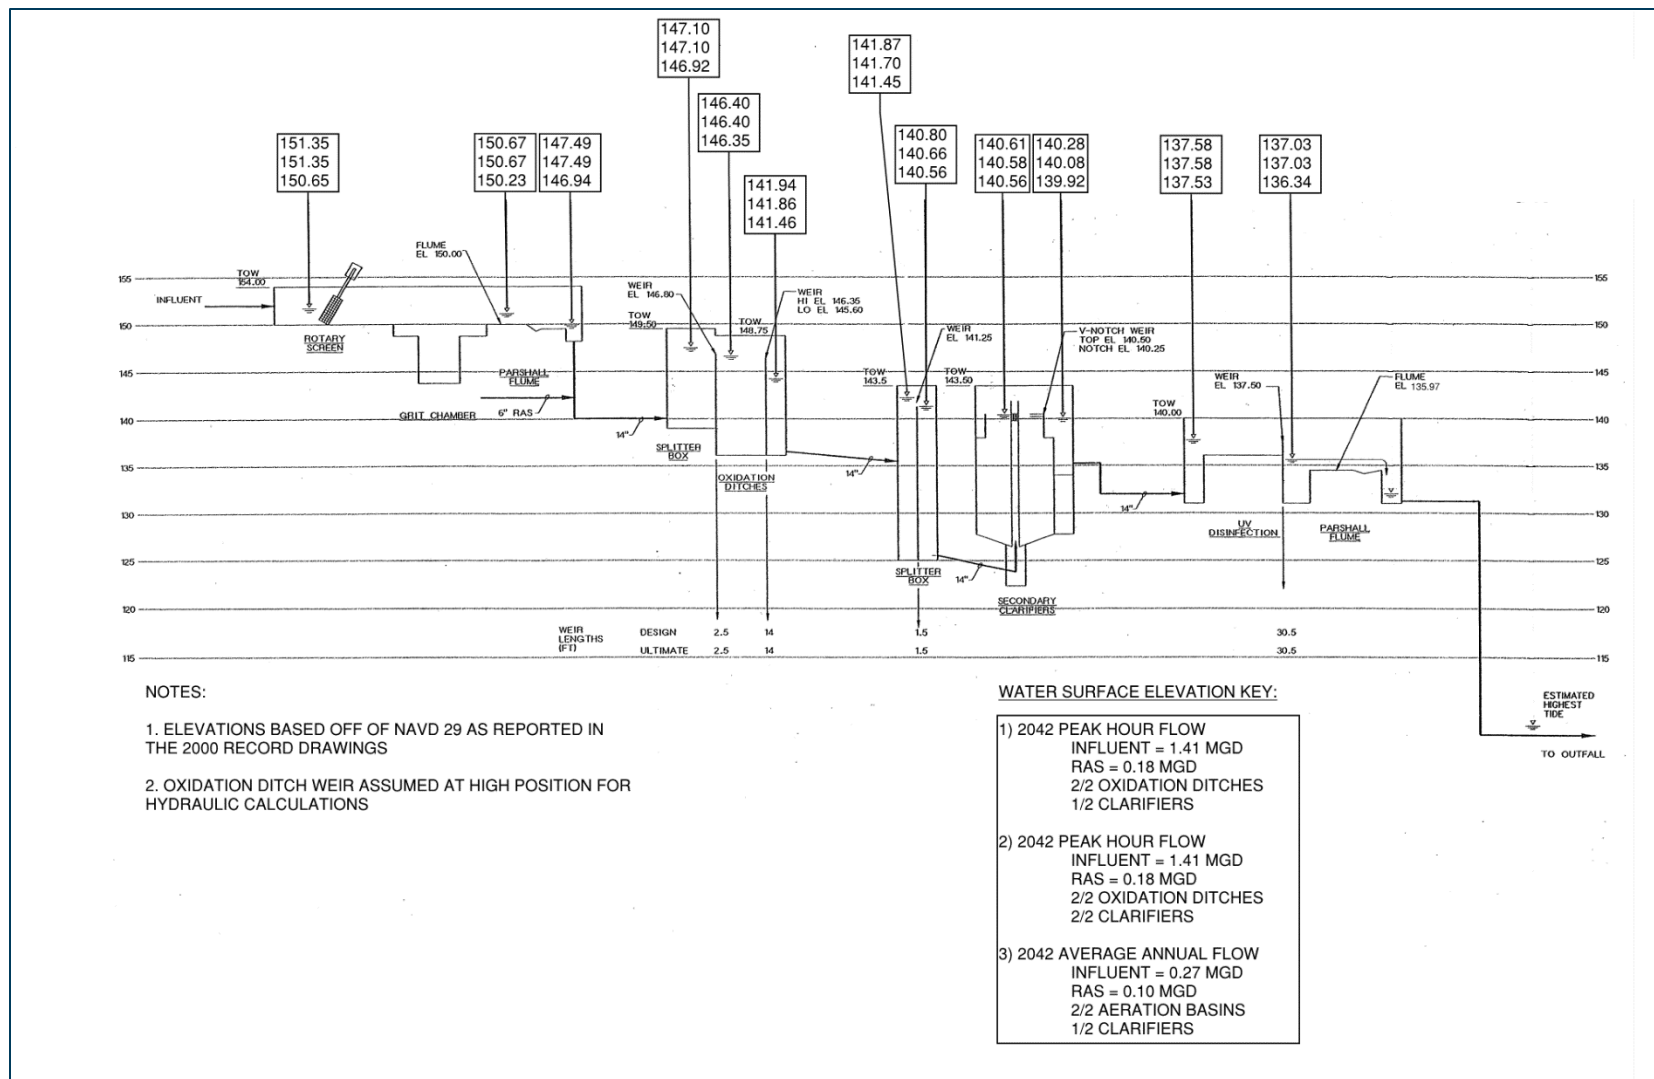 147.10
147.10
146.92
141.87
141.70
141.45
146.40
146.40
146.35
151.35
151.35
150.65
150.67
150.67
150.23
147.49
147.49
146.94
141.94
141.86
141.46
140.80
140.66
140.56
140.61
140.58
140.56
140.28
140.08
139.92
137.58
137.58
137.53
137.03
137.03
136.34
FLUME
EL 150.00
155
TOW
154.00
INFLUENT
WEIR
EL 146.80
WEIR
HI EL 146.35
LO EL 145.60
155
150
ROTARY
SCREEN
TOW
149.50
TOW
148.75
WEIR
EL 141.25
V-NOTCH WEIR
TOP EL 140.50
NOTCH EL 140.25
150
145
PARSHALL
FLUME
TOW
143.5
TOW
143.50
WEIR
EL 137.50
FLUME
EL 135.97
145
140
GRIT CHAMBER
6" RAS
14"
TOW
140.00
140
135
SPLITTER
BOX
OXIDATION
DITCHES
14"
135
130
14"
UV
DISINFECTION
PARSHALL
FLUME
130
125
SPLITTER
BOX
14"
SECONDARY
CLARIFIERS
125
120
120
WEIR
LENGTHS
(FT)
DESIGN 2.5 14 1.5 30.5
ULTIMATE 2.5 14 1.5 30.5
115
115
NOTES:
1. ELEVATIONS BASED OFF OF NAVD 29 AS REPORTED IN
THE 2000 RECORD DRAWINGS
2. OXIDATION DITCH WEIR ASSUMED AT HIGH POSITION FOR
HYDRAULIC CALCULATIONS
WATER SURFACE ELEVATION KEY:
1) 2042 PEAK HOUR FLOW
INFLUENT = 1.41 MGD
RAS = 0.18 MGD
2/2 OXIDATION DITCHES
1/2 CLARIFIERS
2) 2042 PEAK HOUR FLOW
INFLUENT = 1.41 MGD
RAS = 0.18 MGD
2/2 OXIDATION DITCHES
2/2 CLARIFIERS
3) 2042 AVERAGE ANNUAL FLOW
INFLUENT = 0.27 MGD
RAS = 0.10 MGD
2/2 AERATION BASINS
1/2 CLARIFIERS
ESTIMATED
HIGHEST
TIDE
TO OUTFALL